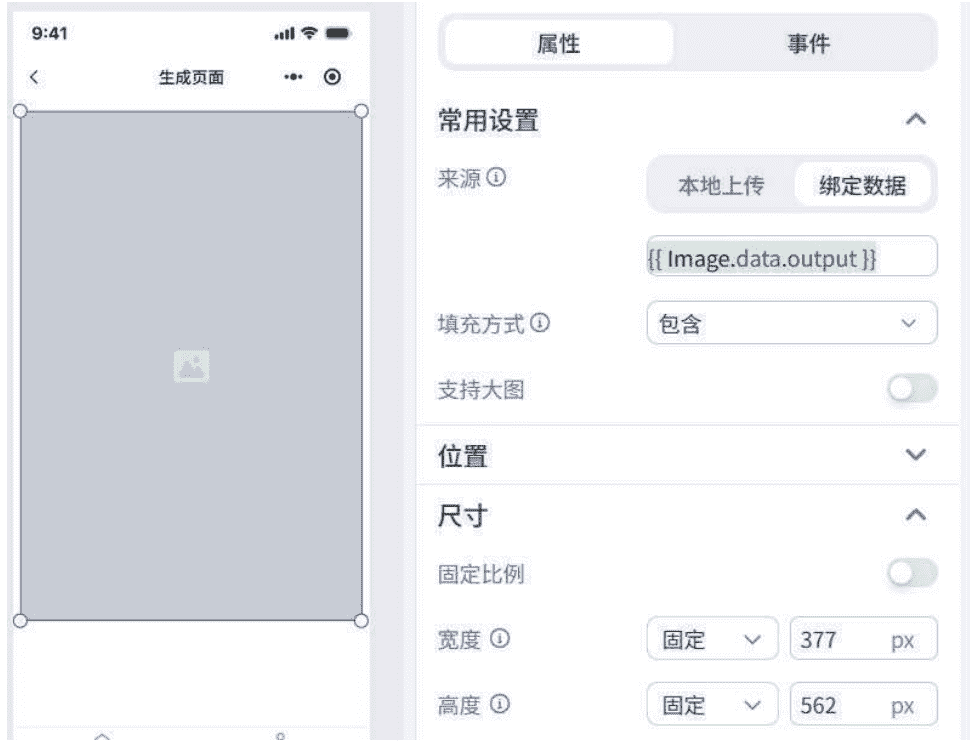 9:41
生成页面
属性
事件
常用设置
来源
本地上传
绑定数据
{{ Image.data.output }}
填充方式
包含
支持大图
位置
尺寸
固定比例
宽度
固定
377
px
高度
固定
562
px